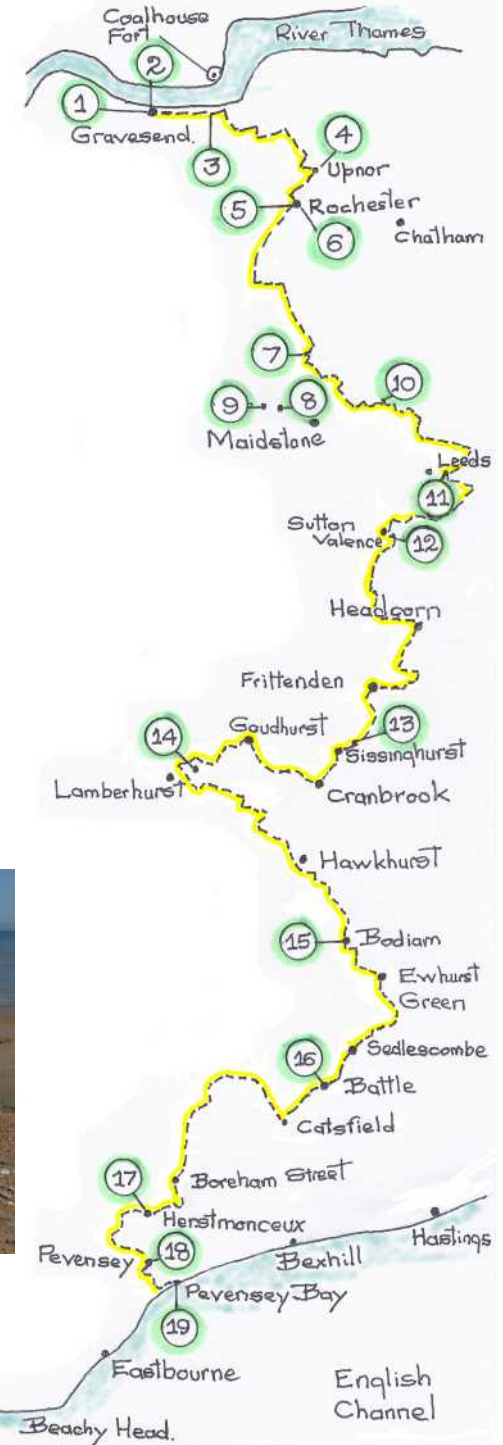 Coalhouse
Fort
River Thames
2
1
Gravesend.
3
4
Upnor
5
Rochester
6
Chatham
7
10
9
8
Maidstone
Leeds
11
Sutton
Valence
12
Headcorn
Frittenden
13
14
Goudhurst
Sissinghurst
Lamberhurst
Cranbrook
Hawkhurst
15
Bodiam
Ewhurst
Green
Sedlescombe
16
Battle
Catsfield
Boreham Street
17
Herstmonceux
Hastings
18
Pevensey
Bexhill
Pevensey Bay
19
Eastbourne
English
Channel
Beachy Head.